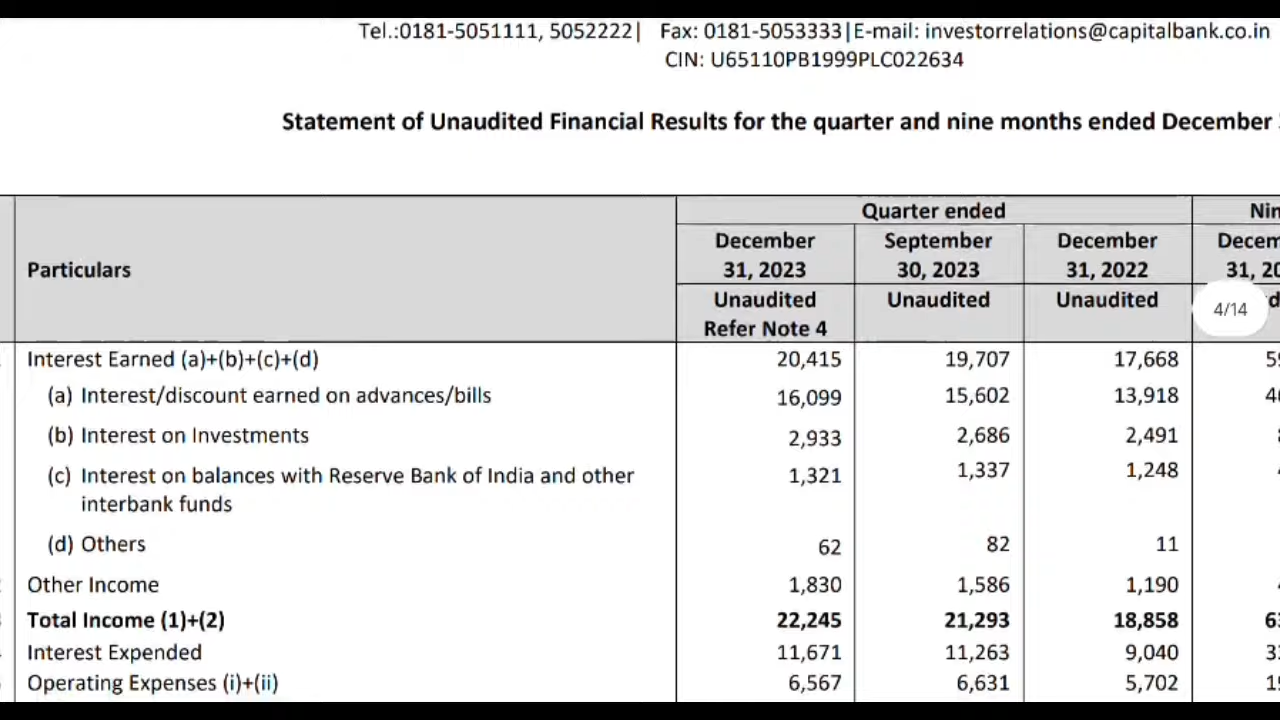 Tel.:0181-5051111, 5052222| Fax: 0181-5053333|E-mail: investorrelations@capitalbank.co.in
CIN: U65110PB1999PLC022634
Statement of Unaudited Financial Results for the quarter and nine months ended December
Particulars
Quarter ended
December 31, 2023
September 30, 2023
December 31, 2022
Unaudited Refer Note 4
Unaudited
Unaudited
4/14
Interest Earned (a)+(b)+(c)+(d) 20,415 19,707 17,668
(a) Interest/discount earned on advances/bills 16,099 15,602 13,918
(b) Interest on Investments 2,933 2,686 2,491
(c) Interest on balances with Reserve Bank of India and other 1,321 1,337 1,248
interbank funds
(d) Others 62 82 11
Other Income 1,830 1,586 1,190
Total Income (1)+(2) 22,245 21,293 18,858
Interest Expended 11,671 11,263 9,040
Operating Expenses (i)+(ii) 6,567 6,631 5,702